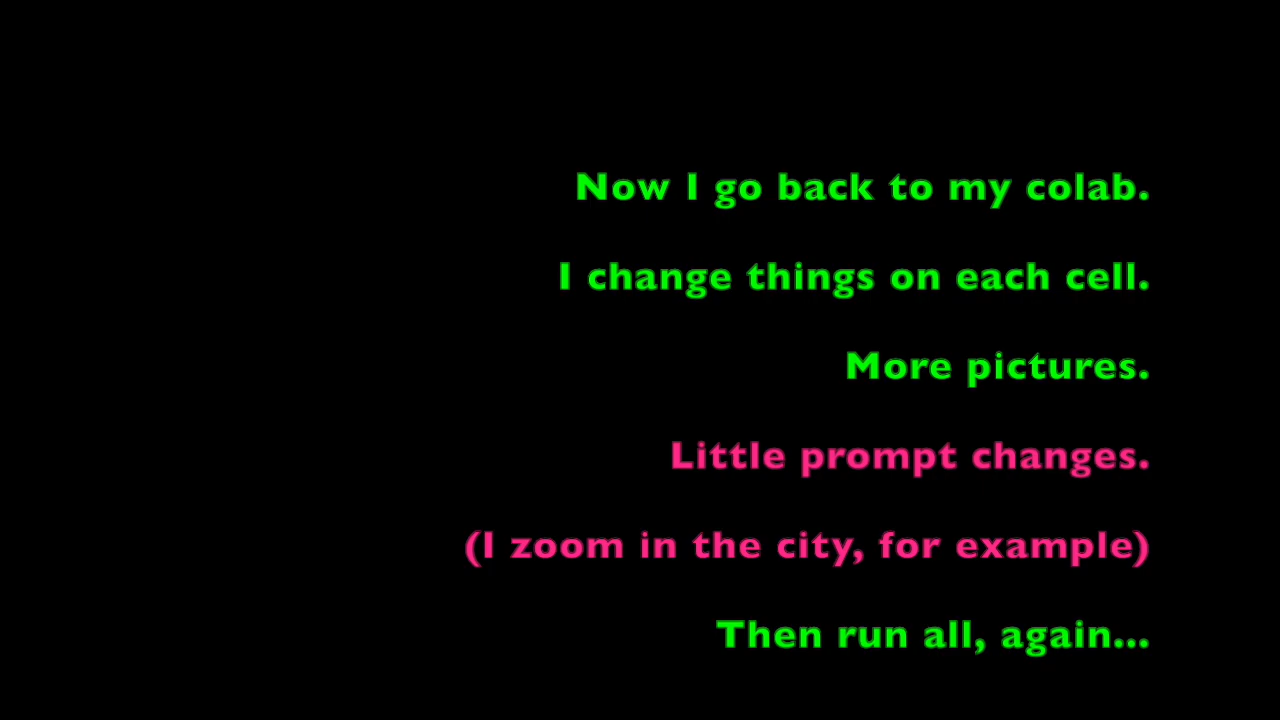 Now I go back to my colab.
I change things on each cell.
More pictures.
Little prompt changes.
(I zoom in the city, for example)
Then run all, again...